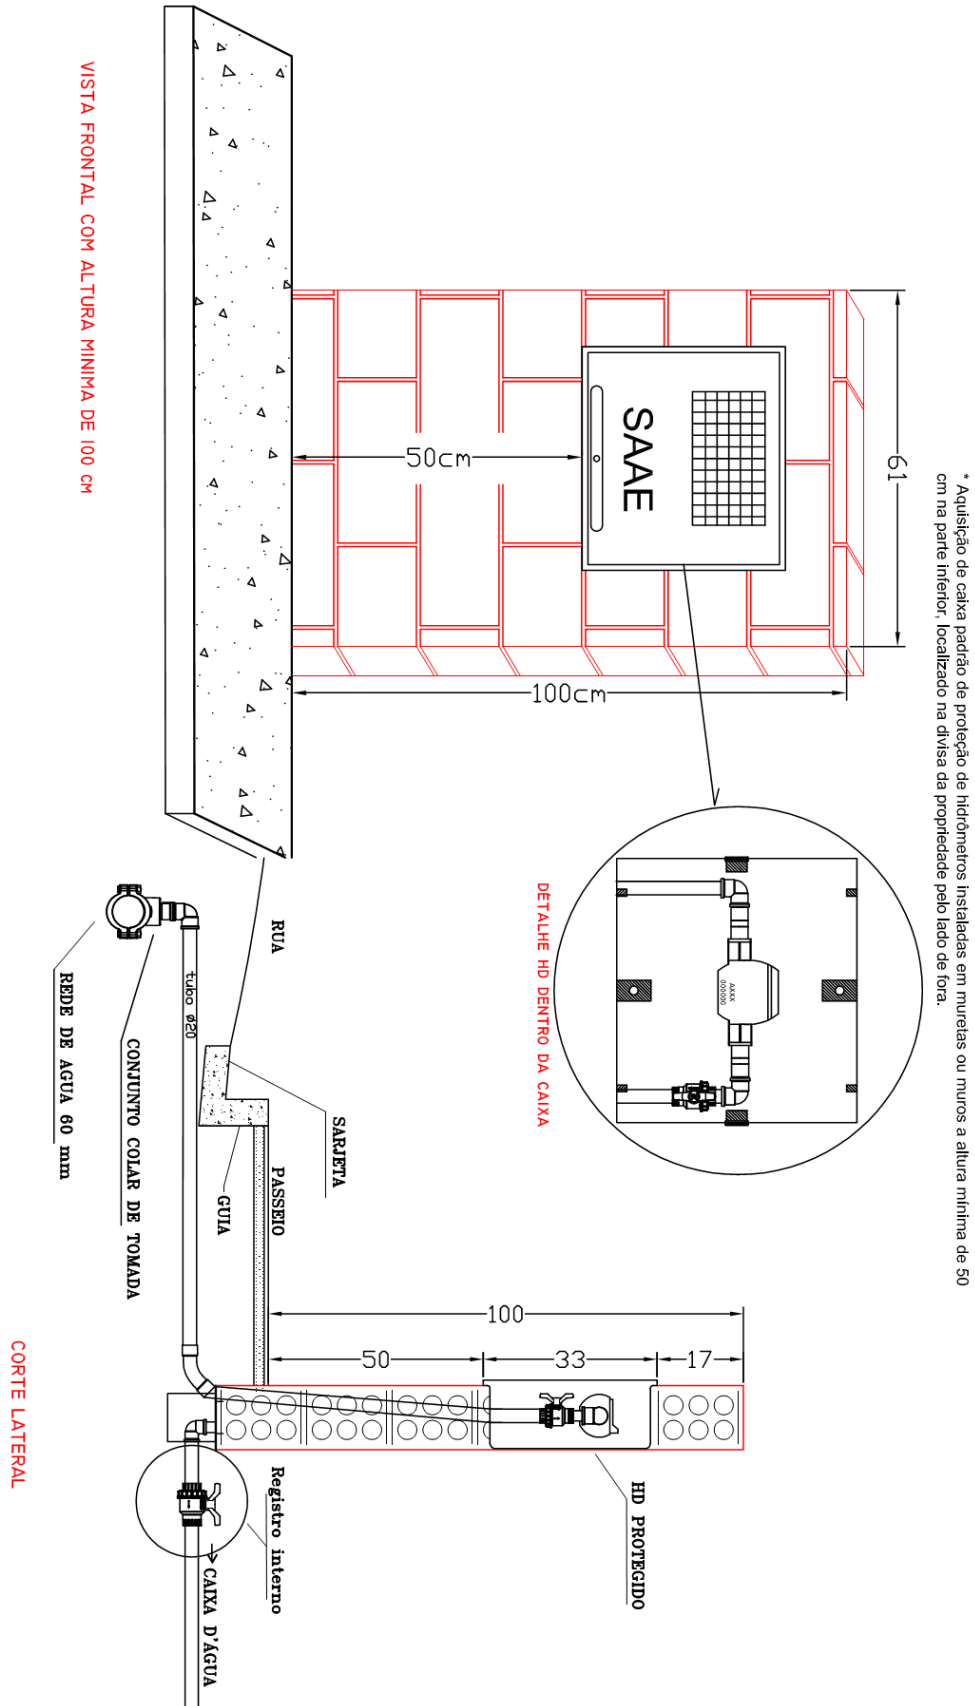 * Aquisição de caixa padrão de proteção de hidrômetros instaladas em muretas ou muros a altura mínima de 50
cm na parte inferior, localizado na divisa da propriedade pelo lado de fora.
61
SAAE
50cm
100cm
VISTA FRONTAL COM ALTURA MINIMA DE 100 CM
AXXX
000000
DETALHE HD DENTRO DA CAIXA
RUA
SARJETA
PASSEIO
GUIA
tubo Ø20
CONJUNTO COLAR DE TOMADA
REDE DE AGUA 60 mm
100
50
33
17
HD PROTEGIDO
Registro interno
CAIXA D'ÁGUA
CORTE LATERAL